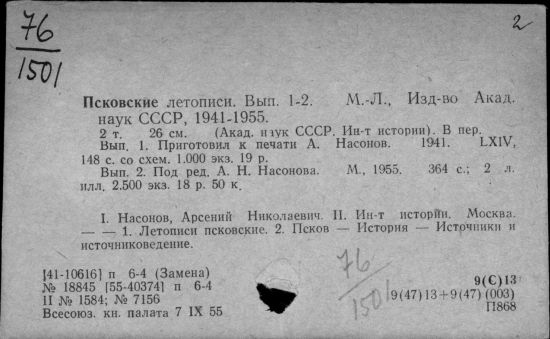 76
1501
2
Псковские летописи. Вып. 1-2. М.-Л., Изд-во Акад.
наук СССР, 1941-1955.
2 т. 26 см. (Акад. наук СССР. Ин-т истории). В пер.
Вып. 1. Приготовил к печати А. Насонов. 1941. LXIV,
148 с. со схем. 1.000 экз. 19 р.
Вып. 2. Под ред. А. Н. Насонова. М., 1955. 364 с.; 2 л.
илл. 2.500 экз. 18 р. 50 к.
I. Насонов, Арсений Николаевич. II. Ин-т истории. Москва.
— — 1. Летописи псковские. 2. Псков — История — Источники и
источниковедение.
[41-10616] п 6-4 (Замена)
№ 18845 [55-40374] п 6-4
II № 1584; № 7156
Всесоюз. кн. палата 7 IX 55
76
1501
9(С)13
9(47)13+9(47)(003)
П868